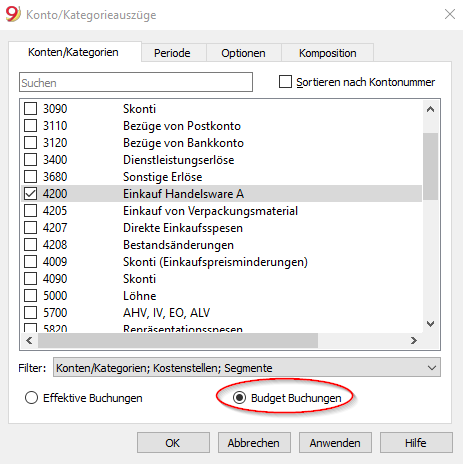 9 Konto/Kategorieauszüge
Konten/Kategorien Periode Optionen Komposition
Suchen Sortieren nach Kontonummer
3090 Skonti
3110 Bezüge von Postkonto
3120 Bezüge von Bankkonto
3400 Dienstleistungserlöse
3680 Sonstige Erlöse
4200 Einkauf Handelsware A
4205 Einkauf von Verpackungsmaterial
4207 Direkte Einkaufsspesen
4208 Bestandsänderungen
4009 Skonti (Einkaufspreisminderungen)
4090 Skonti
5000 Löhne
5700 AHV, IV, EO, ALV
5820 Repräsentationsspesen
Filter: Konten/Kategorien; Kostenstellen; Segmente
Effektive Buchungen Budget Buchungen
OK Abbrechen Anwenden Hilfe